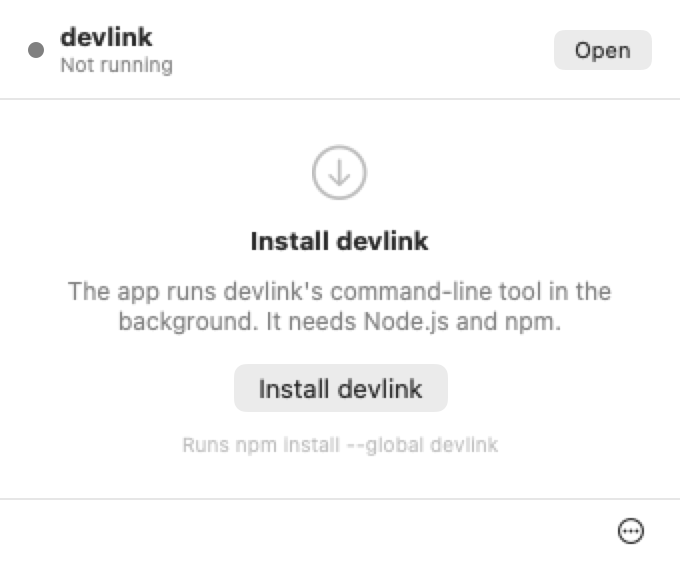 devlink
Not running
Open
Install devlink
The app runs devlink's command-line tool in the
background. It needs Node.js and npm.
Install devlink
Runs npm install --global devlink